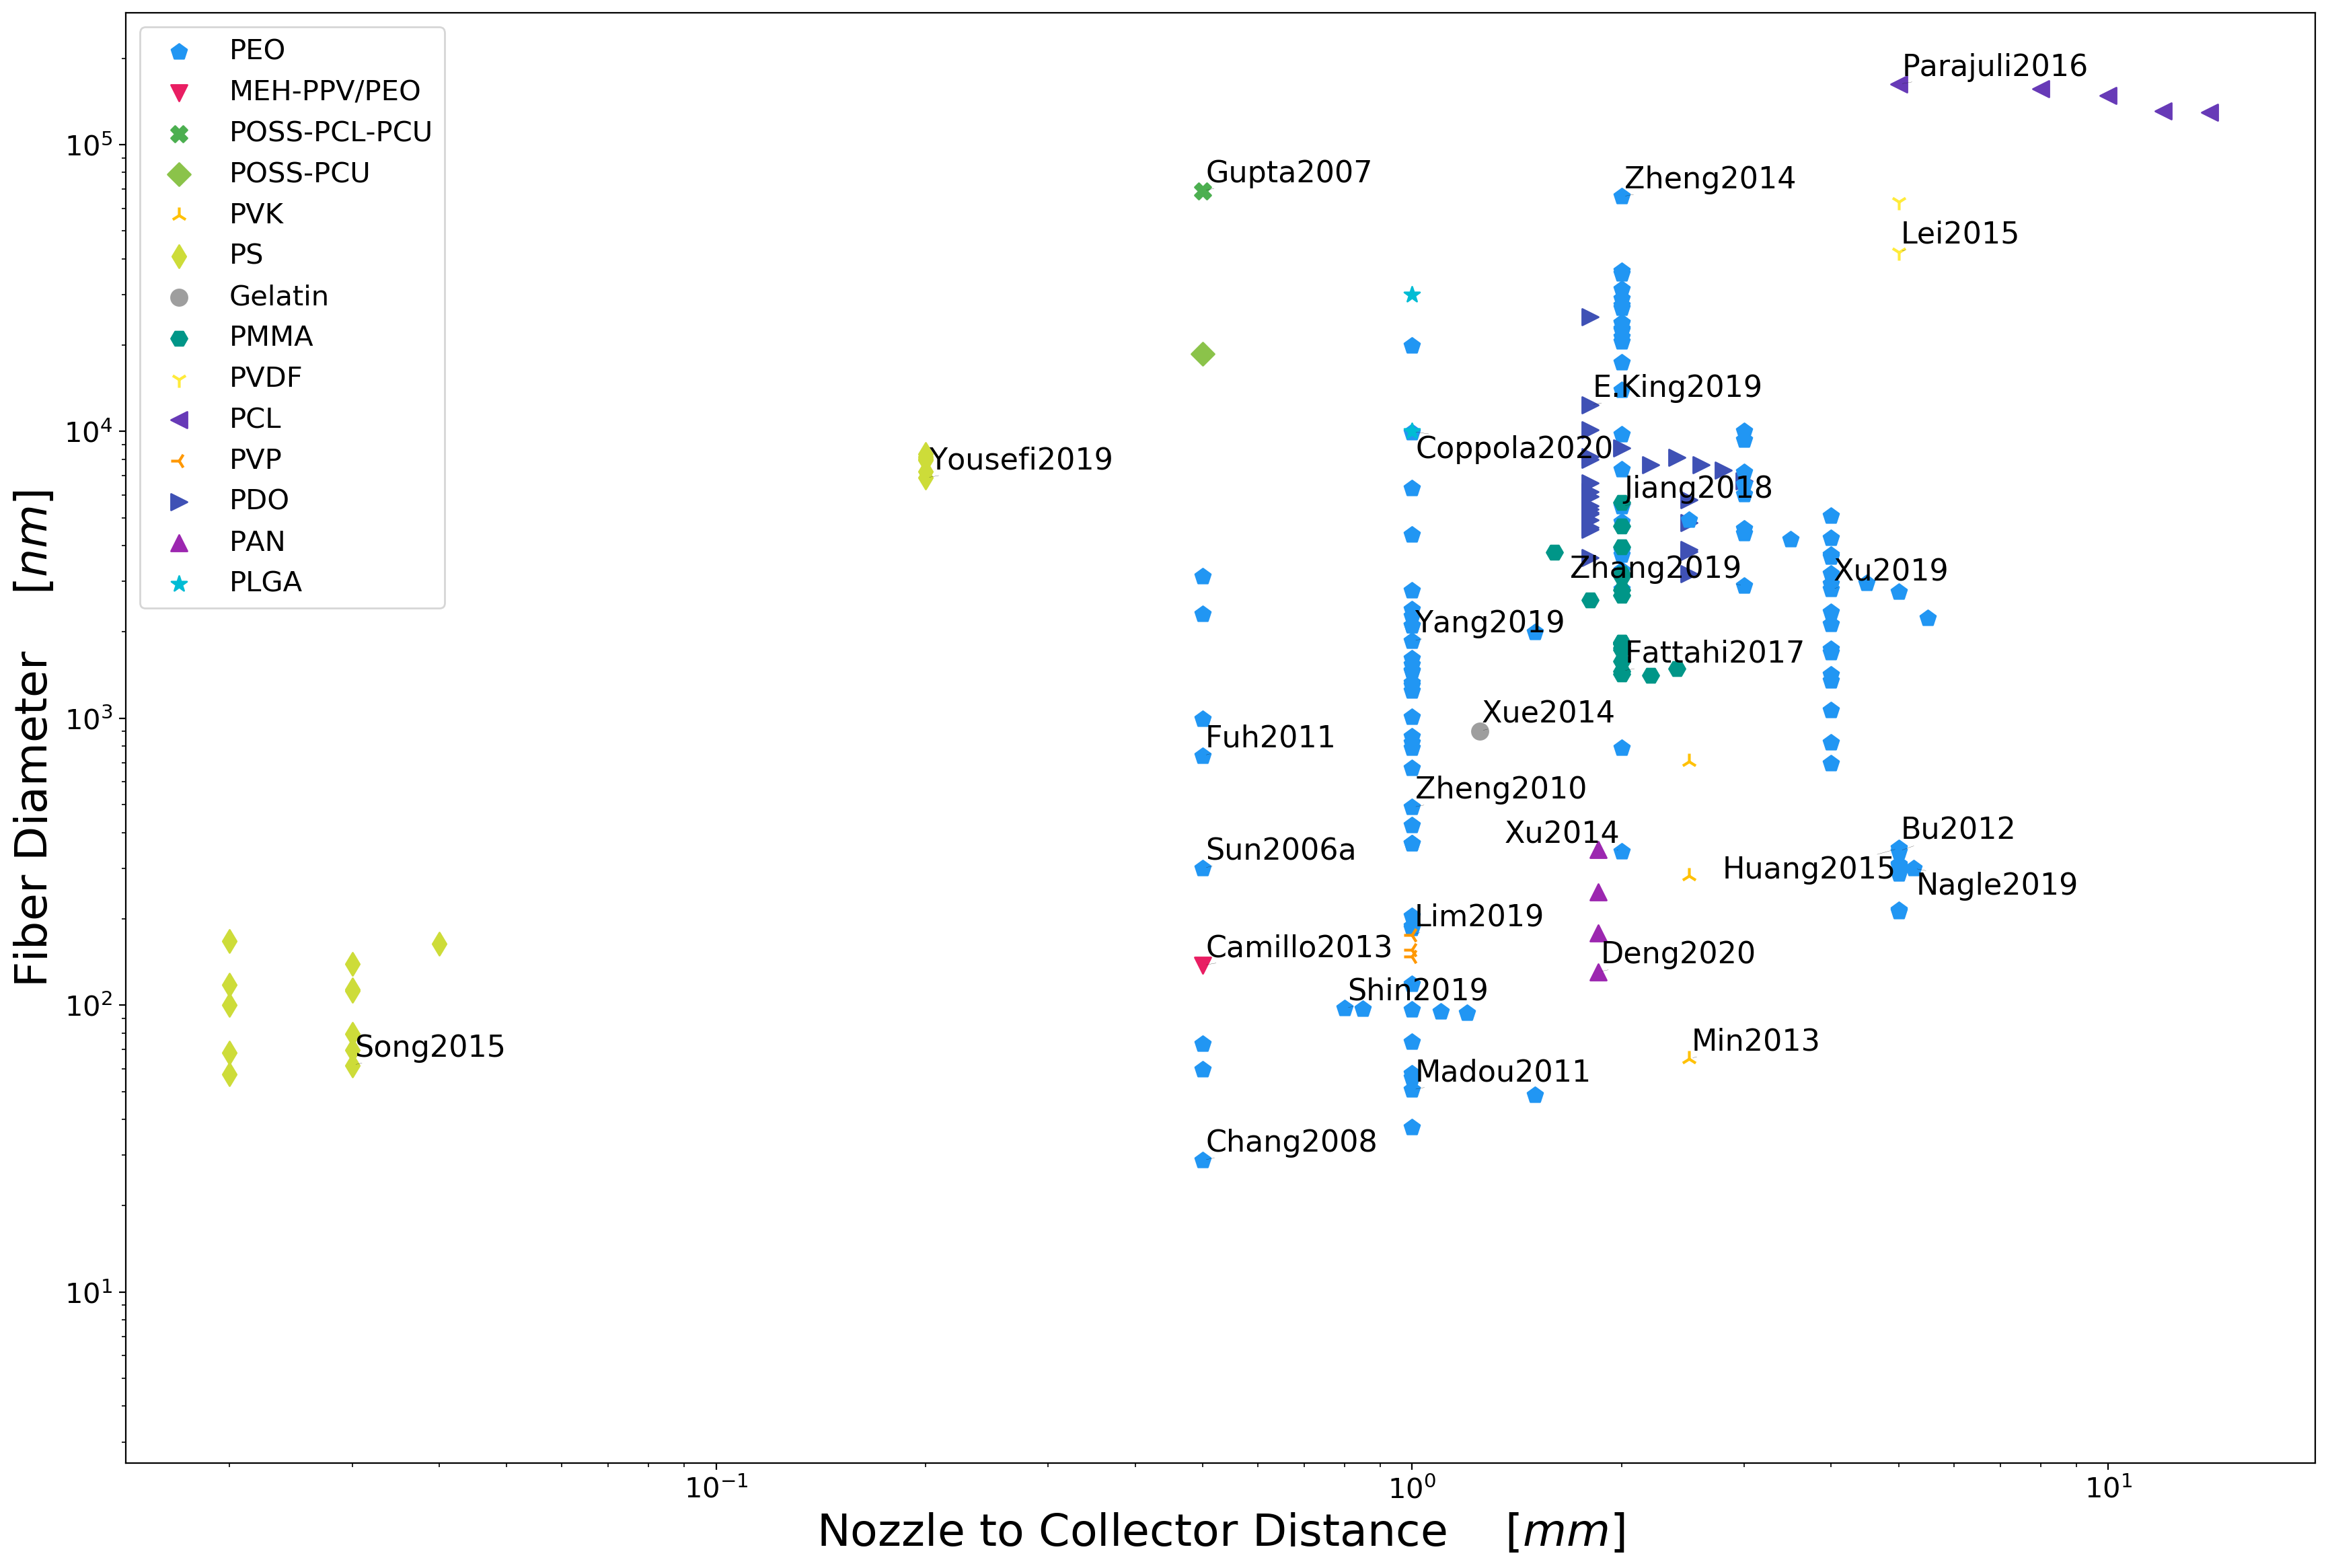 PEO
MEH-PPV/PEO
POSS-PCL-PCU
POSS-PCU
PVK
PS
Gelatin
PMMA
PVDF
PCL
PVP
PDO
PAN
PLGA
Parajuli2016
Gupta2007
Zheng2014
Lei2015
E.King2019
Coppola2020
Yousefi2019
Jiang2018
Zhang2019
Xu2019
Yang2019
Fattahi2017
Xue2014
Fuh2011
Zheng2010
Xu2014
Bu2012
Sun2006a
Huang2015
Nagle2019
Lim2019
Camillo2013
Deng2020
Shin2019
Song2015
Min2013
Madou2011
Chang2008
10^5
10^4
10^3
10^2
10^1
Fiber Diameter [nm]
10^-1
10^0
10^1
Nozzle to Collector Distance [mm]